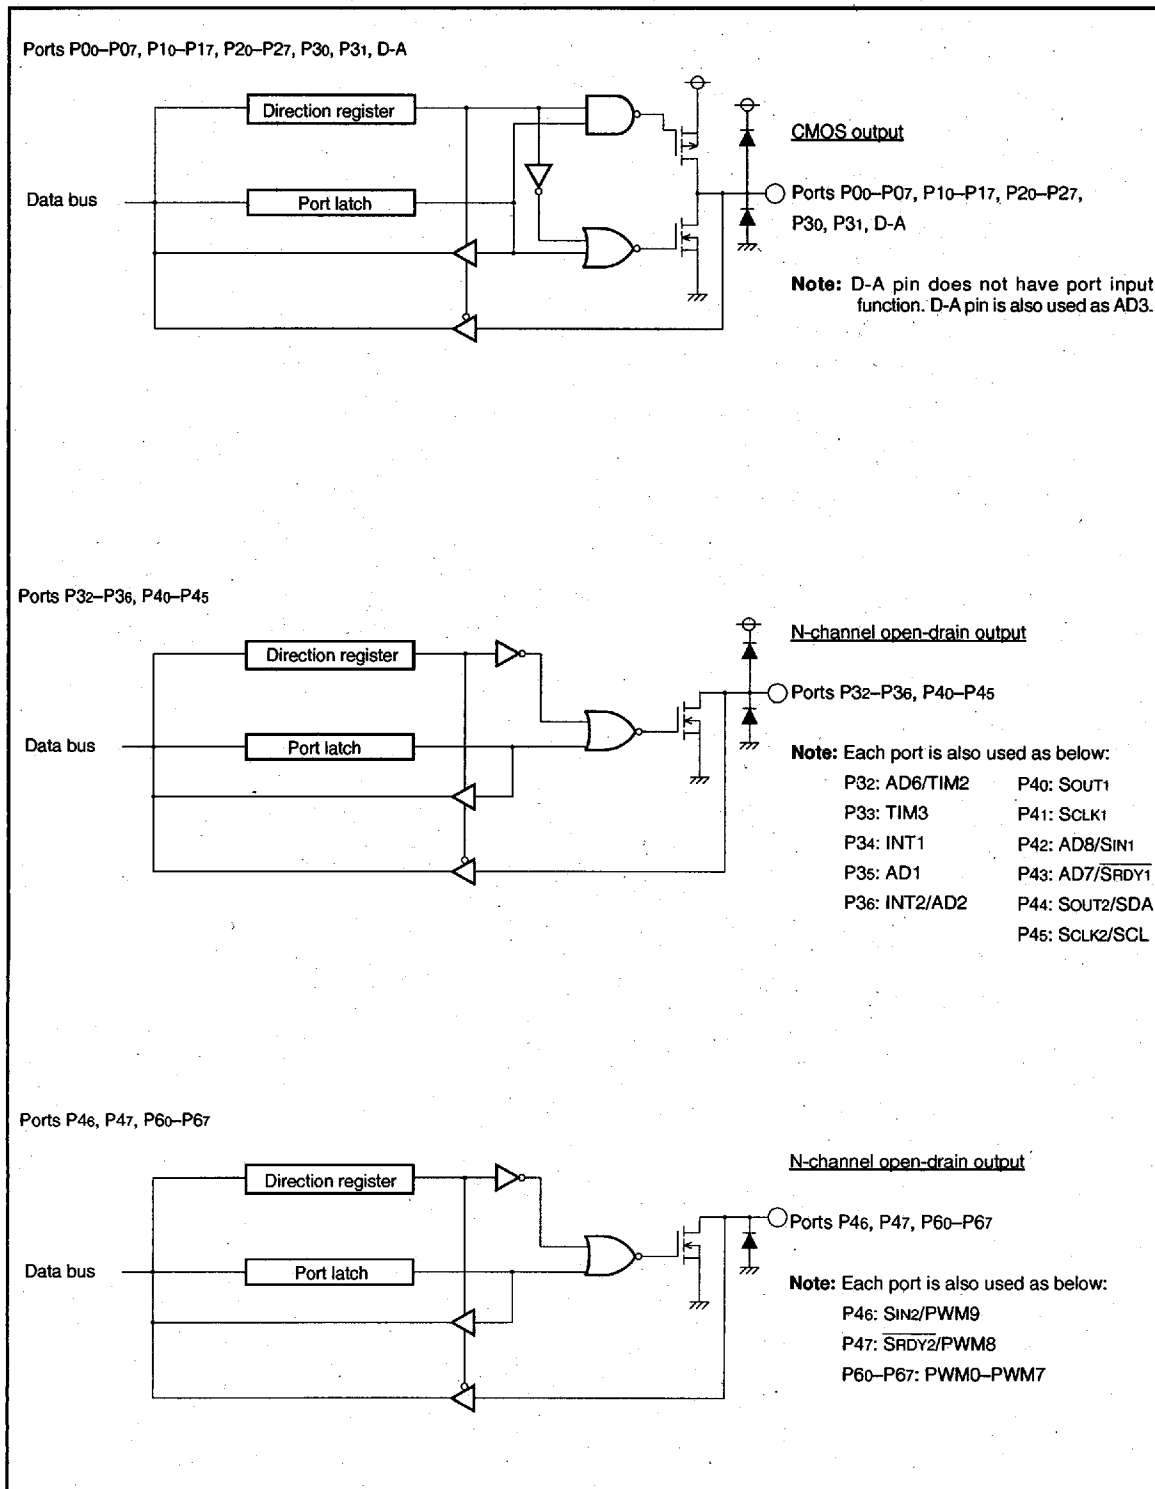 Ports P00–P07, P10–P17, P20–P27, P30, P31, D-A
Direction register
CMOS output
Data bus
Port latch
Ports P00–P07, P10–P17, P20–P27,
P30, P31, D-A
Note: D-A pin does not have port input
function. D-A pin is also used as AD3.
Ports P32–P36, P40–P45
N-channel open-drain output
Direction register
Ports P32–P36, P40–P45
Data bus
Port latch
Note: Each port is also used as below:
P32: AD6/TIM2 P40: SOUT1
P33: TIM3 P41: SCLK1
P34: INT1 P42: AD8/SIN1
P35: AD1 P43: AD7/S̅R̅D̅Y̅1̅
P36: INT2/AD2 P44: SOUT2/SDA
P45: SCLK2/SCL
Ports P46, P47, P60–P67
N-channel open-drain output
Direction register
Ports P46, P47, P60–P67
Data bus
Port latch
Note: Each port is also used as below:
P46: SIN2/PWM9
P47: S̅R̅D̅Y̅2̅/PWM8
P60–P67: PWM0–PWM7